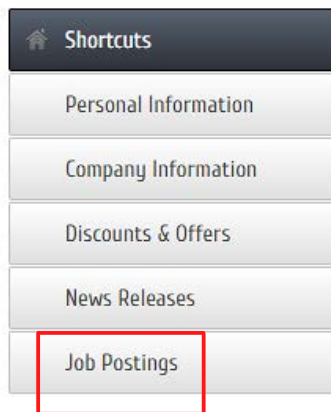 Shortcuts
Personal Information
Company Information
Discounts & Offers
News Releases
Job Postings